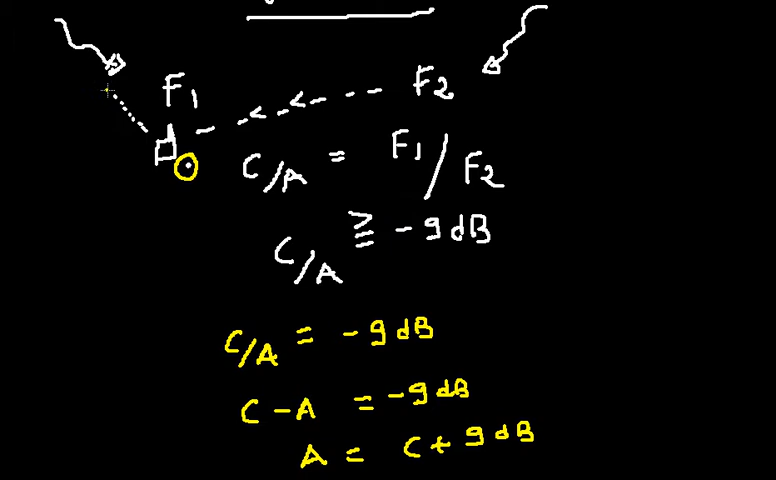 F1 F2
C/A = F1/F2
C/A ≥ -9 dB
C/A = -9 dB
C - A = -9 dB
A = C + 9 dB